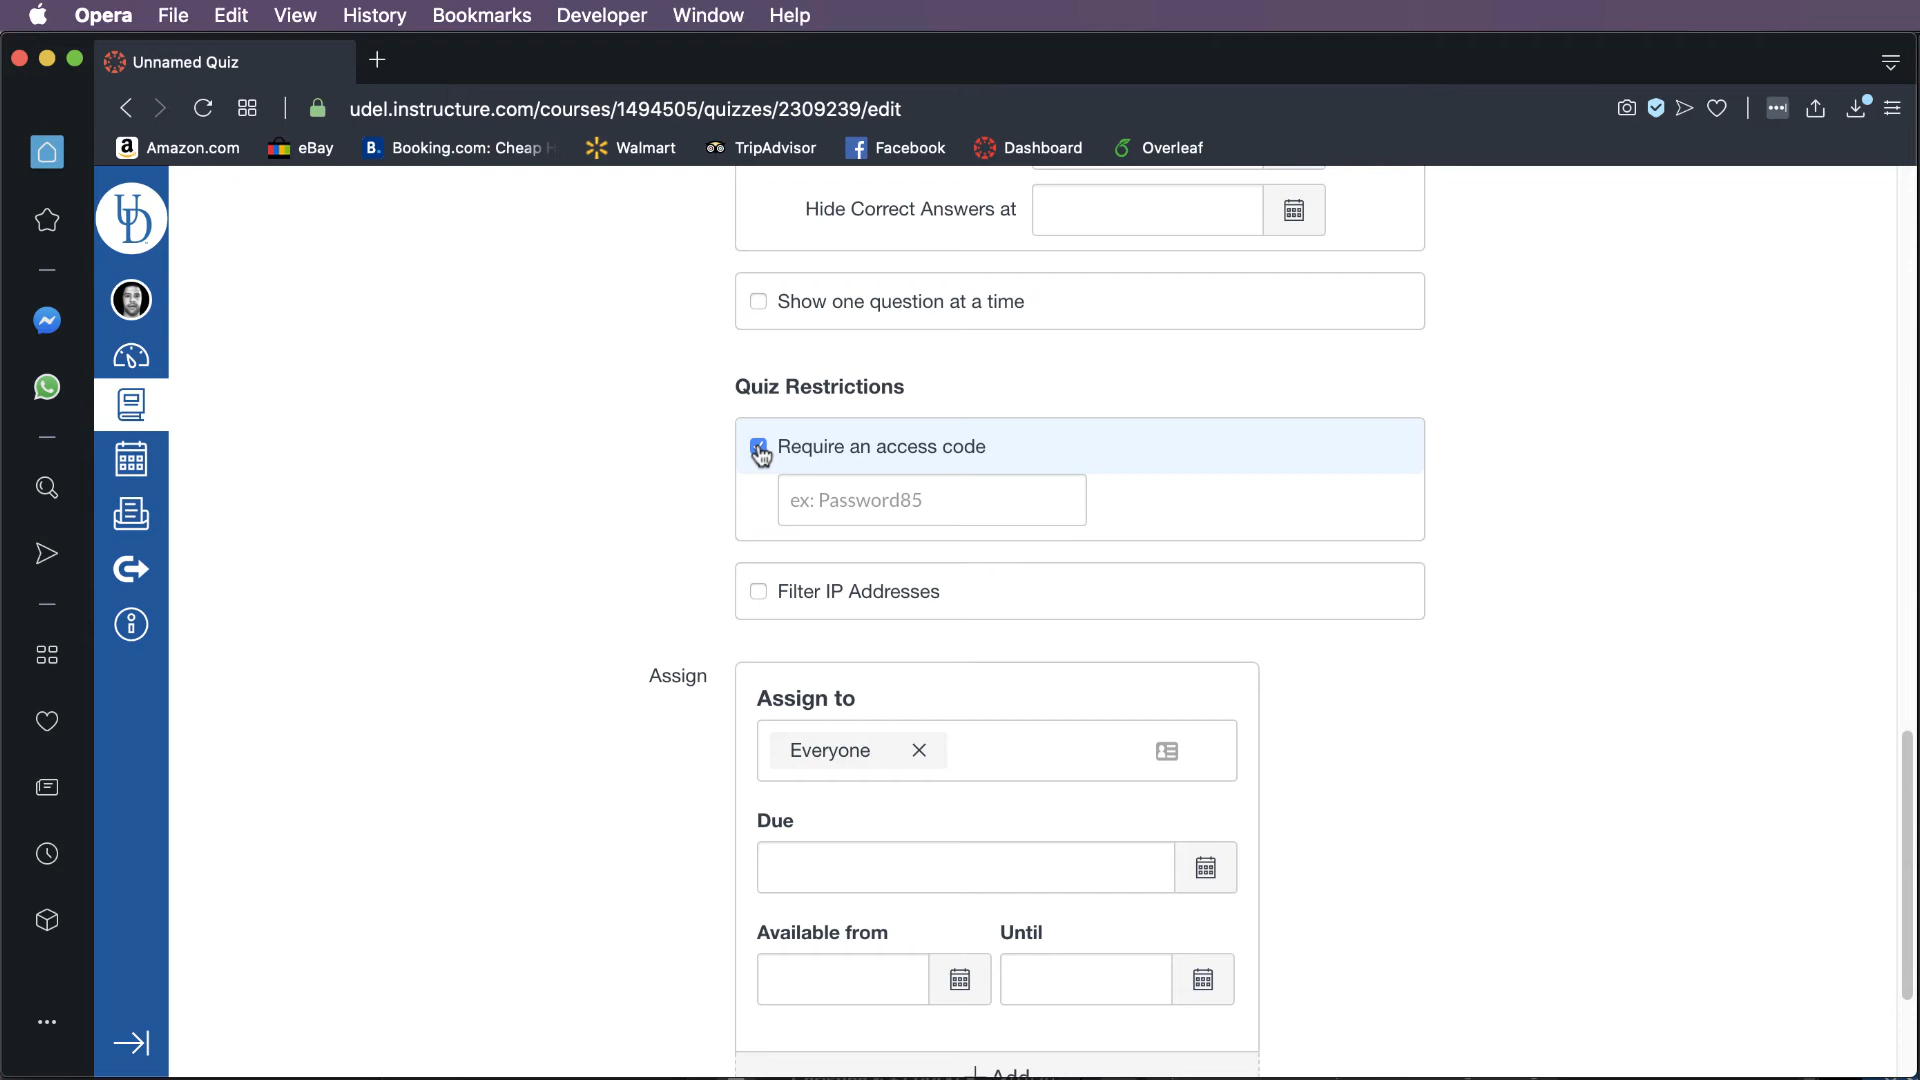 Opera File Edit View History Bookmarks Developer Window Help
Unnamed Quiz
udel.instructure.com/courses/1494505/quizzes/2309239/edit
Amazon.com eBay B. Booking.com: Cheap Walmart TripAdvisor Facebook Dashboard Overleaf
UD
Hide Correct Answers at
Show one question at a time
Quiz Restrictions
Require an access code
ex: Password85
Filter IP Addresses
Assign
Assign to
Everyone
Due
Available from Until
+ Add